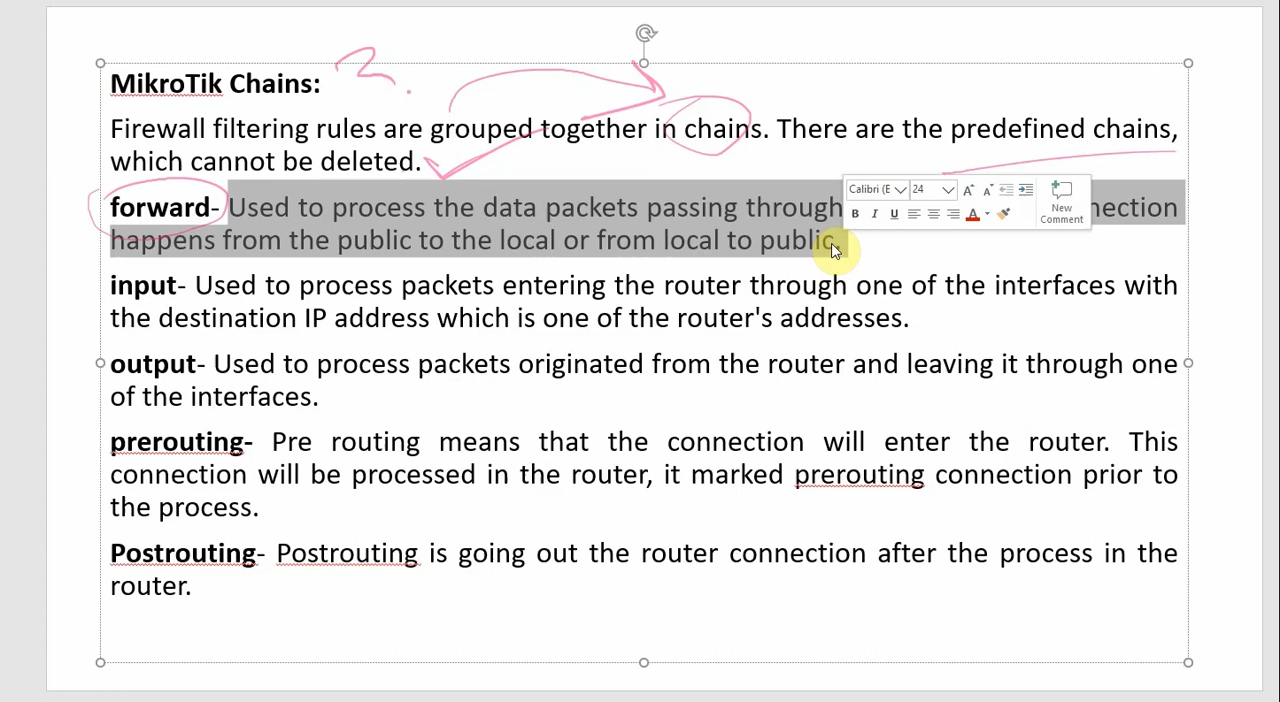 MikroTik Chains: ?
Firewall filtering rules are grouped together in chains. There are the predefined chains,
which cannot be deleted.
forward- Used to process the data packets passing through nection
happens from the public to the local or from local to public.
Calibri (E 24 A A
B I U A New
Comment
input- Used to process packets entering the router through one of the interfaces with
the destination IP address which is one of the router's addresses.
output- Used to process packets originated from the router and leaving it through one
of the interfaces.
prerouting- Pre routing means that the connection will enter the router. This
connection will be processed in the router, it marked prerouting connection prior to
the process.
Postrouting- Postrouting is going out the router connection after the process in the
router.